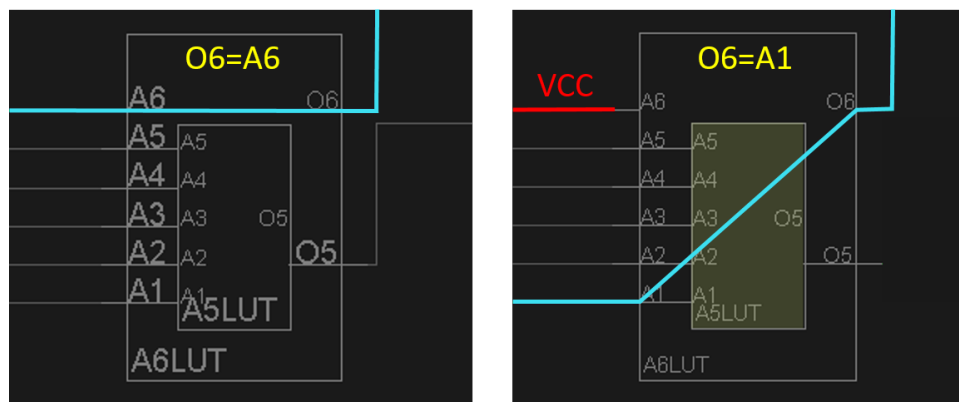 O6=A6
A6 O6
A5 A5
A4 A4
A3 A3 O5
A2 A2 O5
A1 A1
A5LUT
A6LUT
O6=A1
VCC
A6 O6
A5 A5
A4 A4
A3 A3 O5
A2 A2 O5
A1 A1
A5LUT
A6LUT